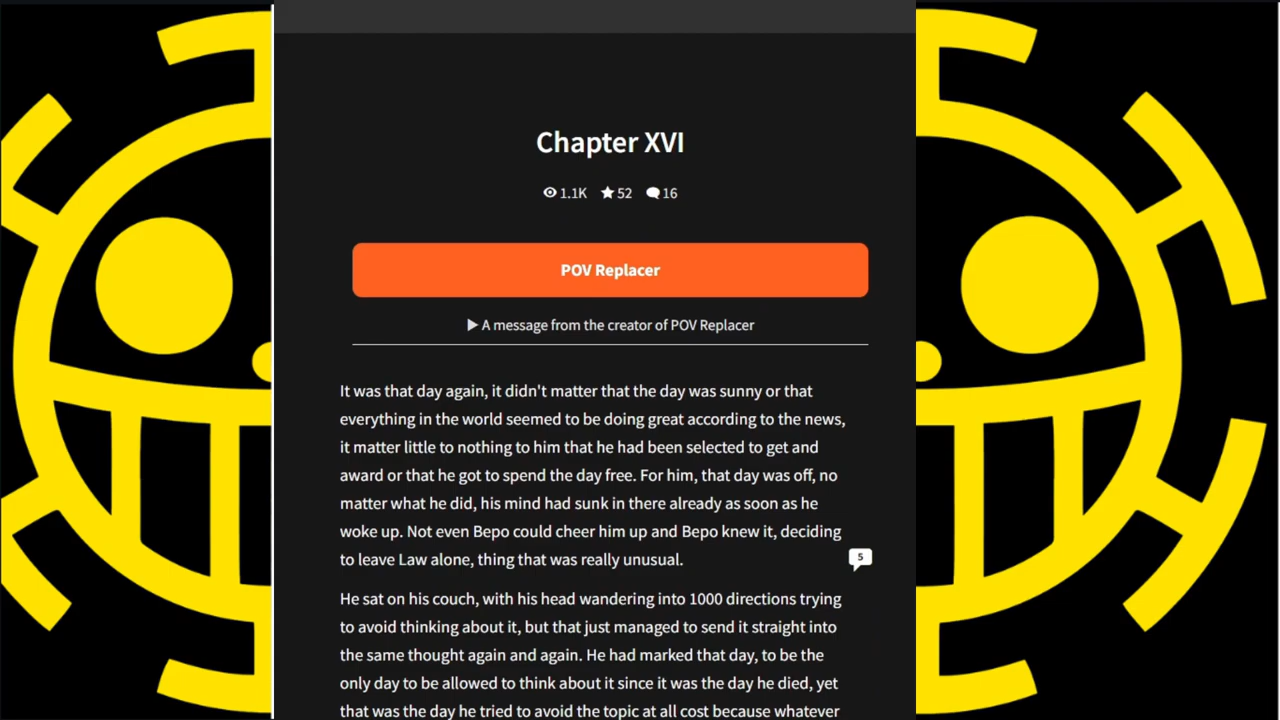 Chapter XVI
1.1K 52 16
POV Replacer
A message from the creator of POV Replacer
It was that day again, it didn't matter that the day was sunny or that
everything in the world seemed to be doing great according to the news,
it matter little to nothing to him that he had been selected to get and
award or that he got to spend the day free. For him, that day was off, no
matter what he did, his mind had sunk in there already as soon as he
woke up. Not even Bepo could cheer him up and Bepo knew it, deciding
to leave Law alone, thing that was really unusual.
5
He sat on his couch, with his head wandering into 1000 directions trying
to avoid thinking about it, but that just managed to send it straight into
the same thought again and again. He had marked that day, to be the
only day to be allowed to think about it since it was the day he died, yet
that was the day he tried to avoid the topic at all cost because whatever